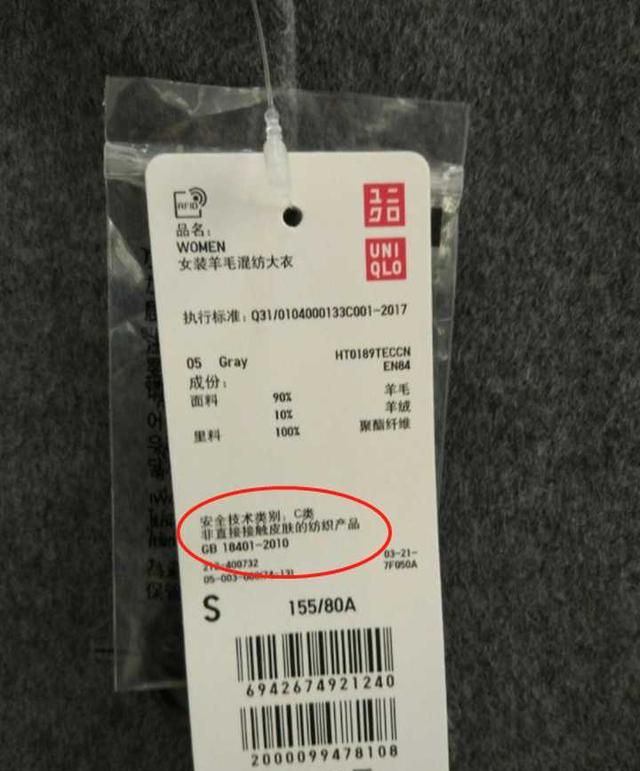 RFID
ユニ
クロ
品名：
WOMEN
UNI
QLO
女装羊毛混纺大衣
执行标准：Q31/0104000133C001-2017
05 Gray HT0189TECCN
EN84
成份：
面料 90% 羊毛
10% 羊绒
里料 100% 聚酯纤维
安全技术类别：C类
非直接接触皮肤的纺织产品
GB 18401-2010
03-21-
7F050A
S 155/80A
6942674921240
2000099478108